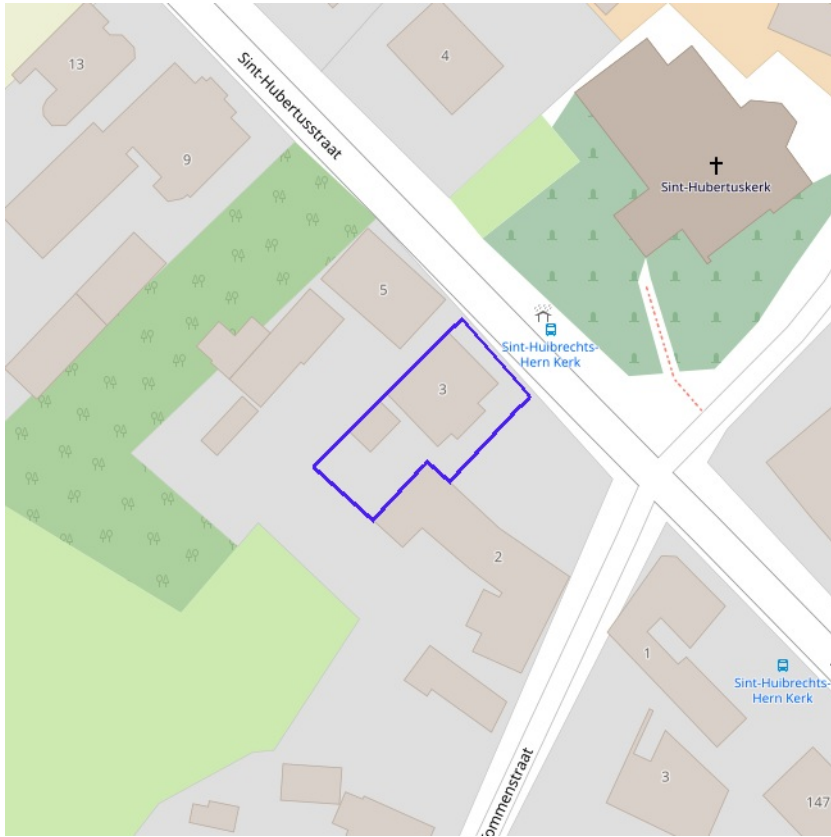 13
4
Sint-Hubertusstraat
9
Sint-Hubertuskerk
5
Sint-Huibrechts-
Hern Kerk
3
2
1
Sint-Huibrechts-
Hern Kerk
3
147